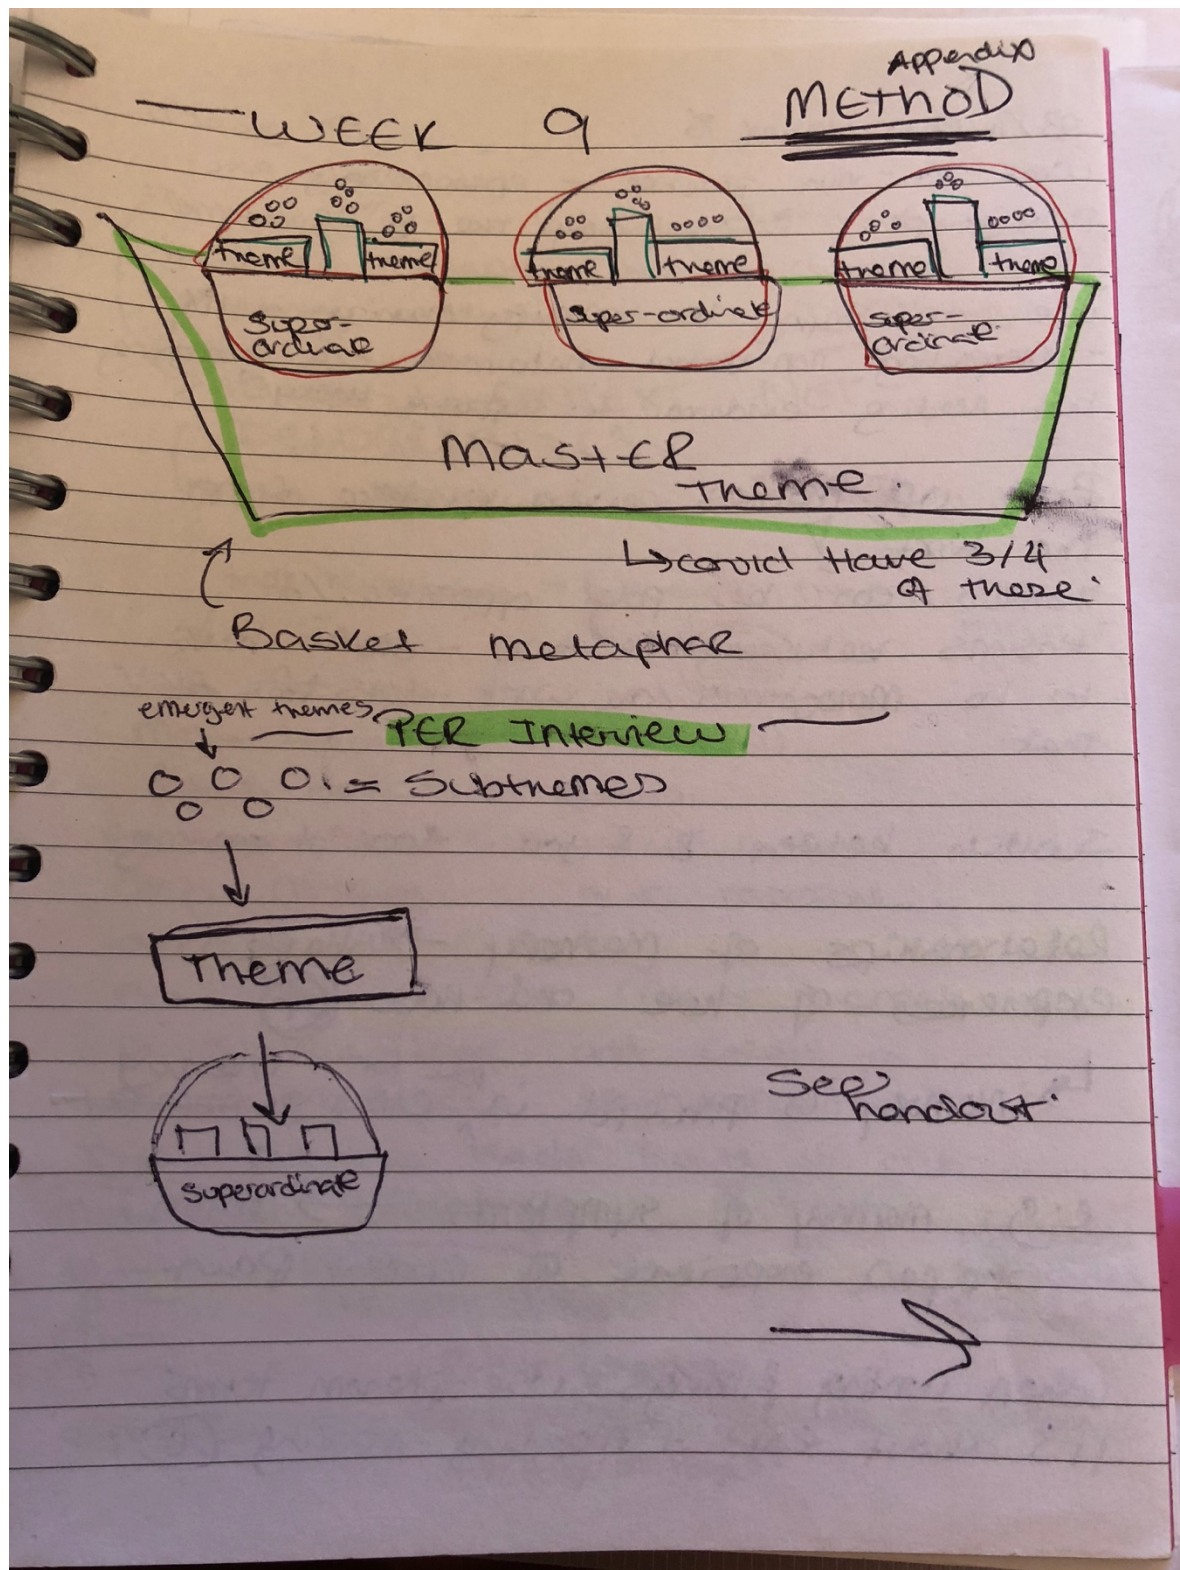 Appendix
WEEK 9 METHOD
theme theme theme theme theme theme
Super-
ordinate
Super-ordinate
Super-
ordinate
Master
Theme.
↳ could Have 3/4
of these.
Basket metaphor
emergent themes
PER Interview
= Subthemes
Theme
See
handout.
Superordinate